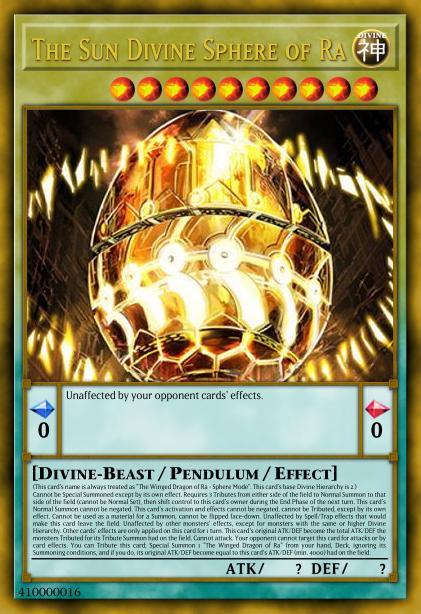 The Sun Divine Sphere of Ra
DIVINE
神
Unaffected by your opponent cards' effects.
0
0
[Divine-Beast / Pendulum / Effect]
(This card's name is always treated as "The Winged Dragon of Ra - Sphere Mode". This card's base Divine Hierarchy is 2.)
Cannot be Special Summoned except by its own effect. Requires 3 Tributes from either side of the field to Normal Summon to that
side of the field (cannot be Normal Set), then shift control to this card's owner during the End Phase of the next turn. This card's
Normal Summon cannot be negated. This card's activation and effects cannot be negated, cannot be Tributed, except by its own
effect. Cannot be used as a material for a Summon, cannot be flipped face-down. Unaffected by Spell/Trap effects that would
make this card leave the field. Unaffected by other monsters' effects, except for monsters with the same or higher Divine
Hierarchy. Other cards' effects are only applied on this card for 1 turn. This card's original ATK/DEF become the total ATK/DEF the
monsters Tributed for its Tribute Summon had on the field. Cannot attack. Your opponent cannot target this card for attacks or by
card effects. You can Tribute this card; Special Summon 1 "The Winged Dragon of Ra" from your hand, Deck, ignoring its
Summoning conditions, and if you do, its original ATK/DEF become equal to this card's ATK/DEF (min. 4000) had on the field.
ATK/ ? DEF/ ?
410000016